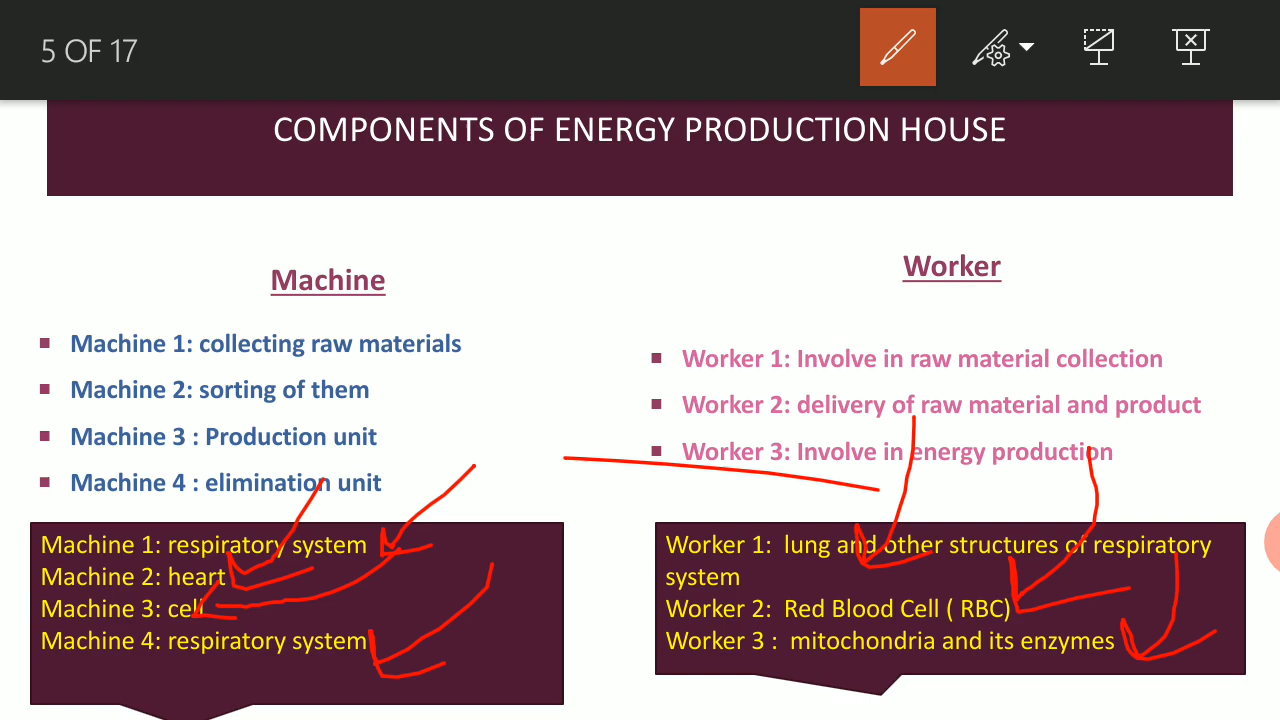 5 OF 17
COMPONENTS OF ENERGY PRODUCTION HOUSE
Machine
Machine 1: collecting raw materials
Machine 2: sorting of them
Machine 3 : Production unit
Machine 4 : elimination unit
Machine 1: respiratory system
Machine 2: heart
Machine 3: cell
Machine 4: respiratory system
Worker
Worker 1: Involve in raw material collection
Worker 2: delivery of raw material and product
Worker 3: Involve in energy production
Worker 1:  lung and other structures of respiratory
system
Worker 2:  Red Blood Cell ( RBC)
Worker 3 :  mitochondria and its enzymes